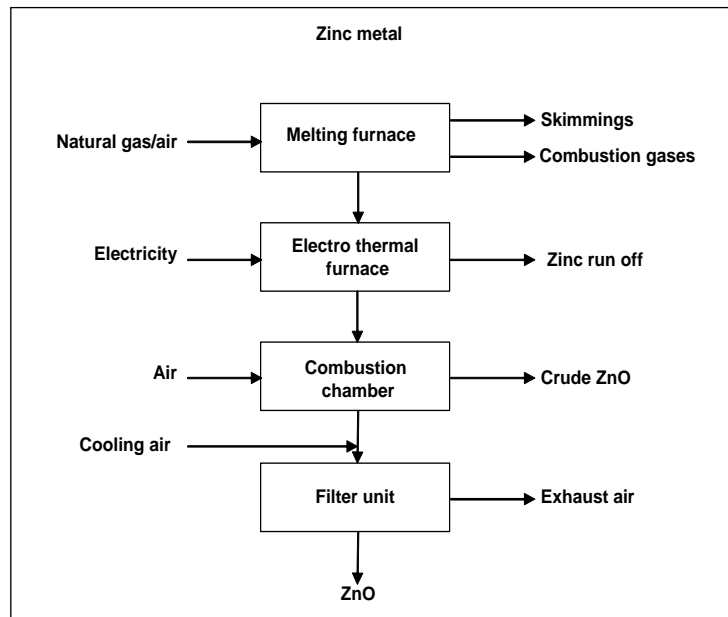 Zinc metal
Natural gas/air
Melting furnace
Skimmings
Combustion gases
Electricity
Electro thermal
furnace
Zinc run off
Air
Combustion
chamber
Crude ZnO
Cooling air
Filter unit
Exhaust air
ZnO